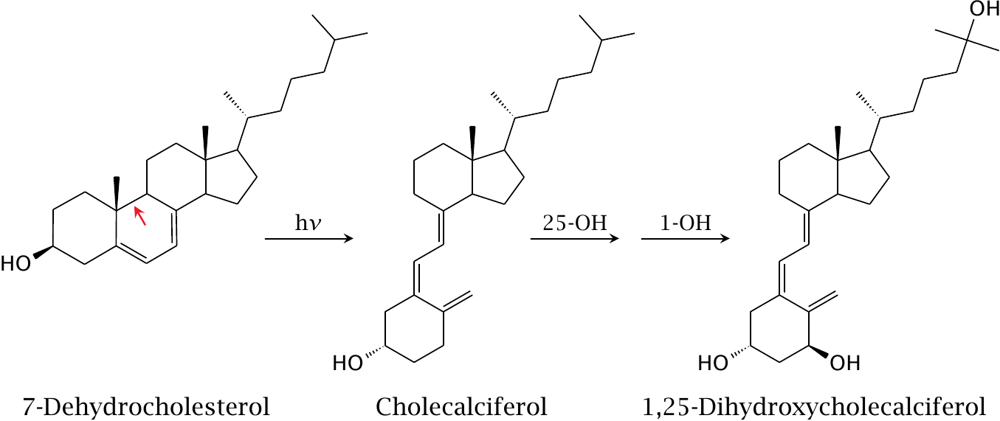 OH
HO
hν
25-OH
1-OH
HO
HO
OH
7-Dehydrocholesterol
Cholecalciferol
1,25-Dihydroxycholecalciferol